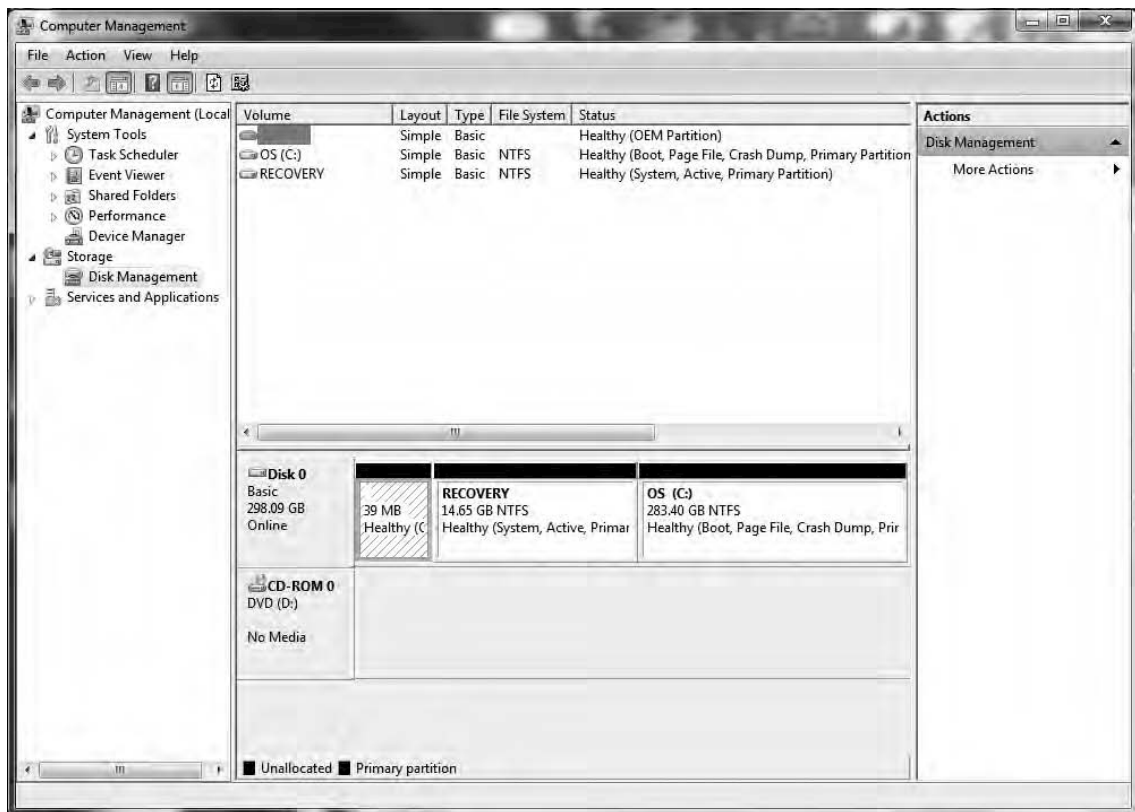 Computer Management
File Action View Help
Computer Management (Local
System Tools
Task Scheduler
Event Viewer
Shared Folders
Performance
Device Manager
Storage
Disk Management
Services and Applications
Volume Layout Type File System Status
Simple Basic Healthy (OEM Partition)
OS (C:) Simple Basic NTFS Healthy (Boot, Page File, Crash Dump, Primary Partition
RECOVERY Simple Basic NTFS Healthy (System, Active, Primary Partition)
Disk 0
Basic
298.09 GB
Online
39 MB
Healthy (
RECOVERY
14.65 GB NTFS
Healthy (System, Active, Primar
OS (C:)
283.40 GB NTFS
Healthy (Boot, Page File, Crash Dump, Prir
CD-ROM 0
DVD (D:)
No Media
Unallocated Primary partition
Actions
Disk Management
More Actions